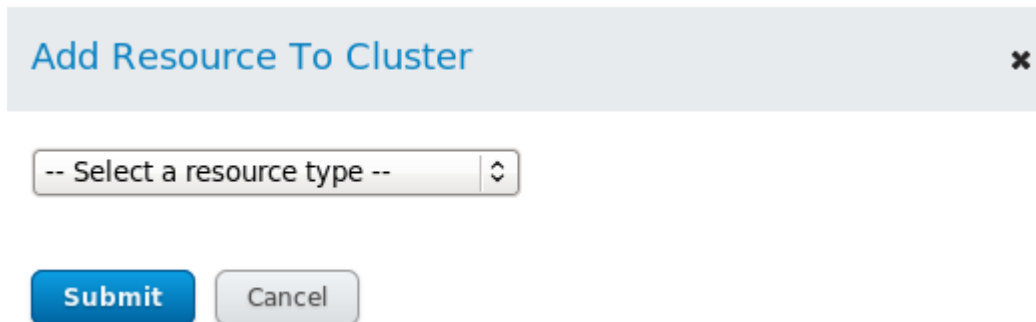 Add Resource To Cluster
-- Select a resource type --
Submit Cancel